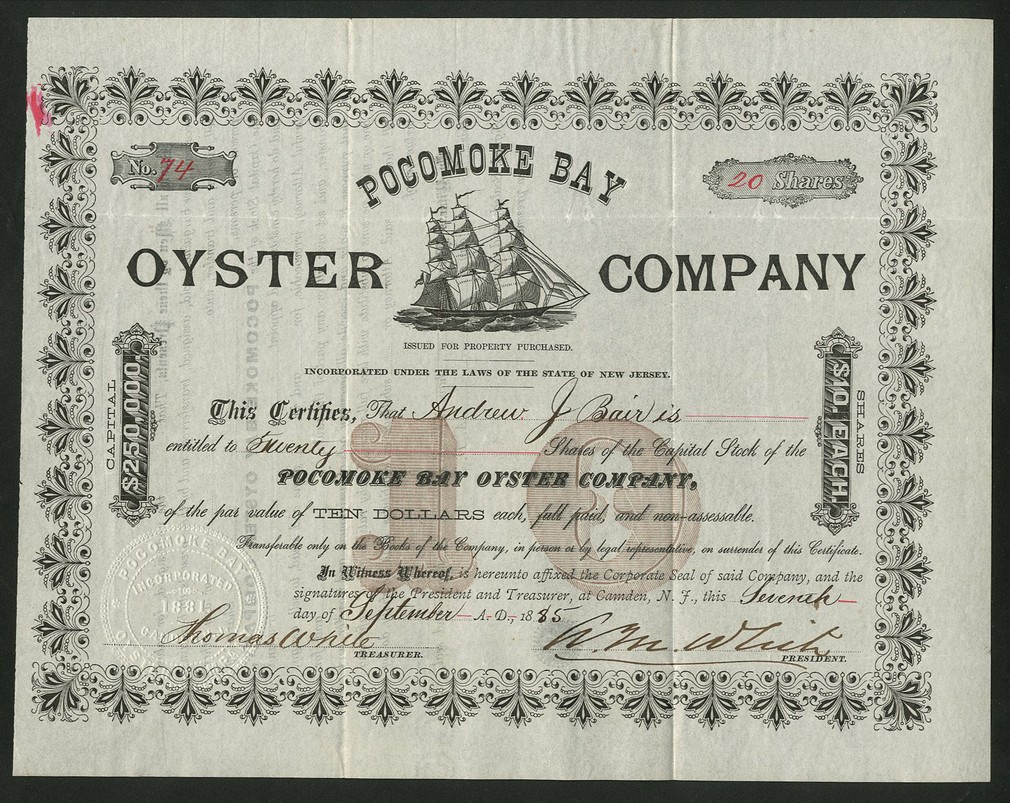 No. 74
20 Shares
POCOMOKE BAY
OYSTER COMPANY
ISSUED FOR PROPERTY PURCHASED.
INCORPORATED UNDER THE LAWS OF THE STATE OF NEW JERSEY.
CAPITAL
$250,000.
SHARES
$10. EACH.
This Certifies, That Andrew J Bair is
entitled to Twenty Shares of the Capital Stock of the
POCOMOKE BAY OYSTER COMPANY,
of the par value of TEN DOLLARS each, full paid, and non-assessable.
Transferable only on the Books of the Company, in person or by legal representative, on surrender of this Certificate.
In Witness Whereof, is hereunto affixed the Corporate Seal of said Company, and the
signatures of the President and Treasurer, at Camden, N. J., this Seventh
day of September A. D., 1885
10
POCOMOKE BAY
INCORPORATED
1881
Thomas White
TREASURER.
White
PRESIDENT.